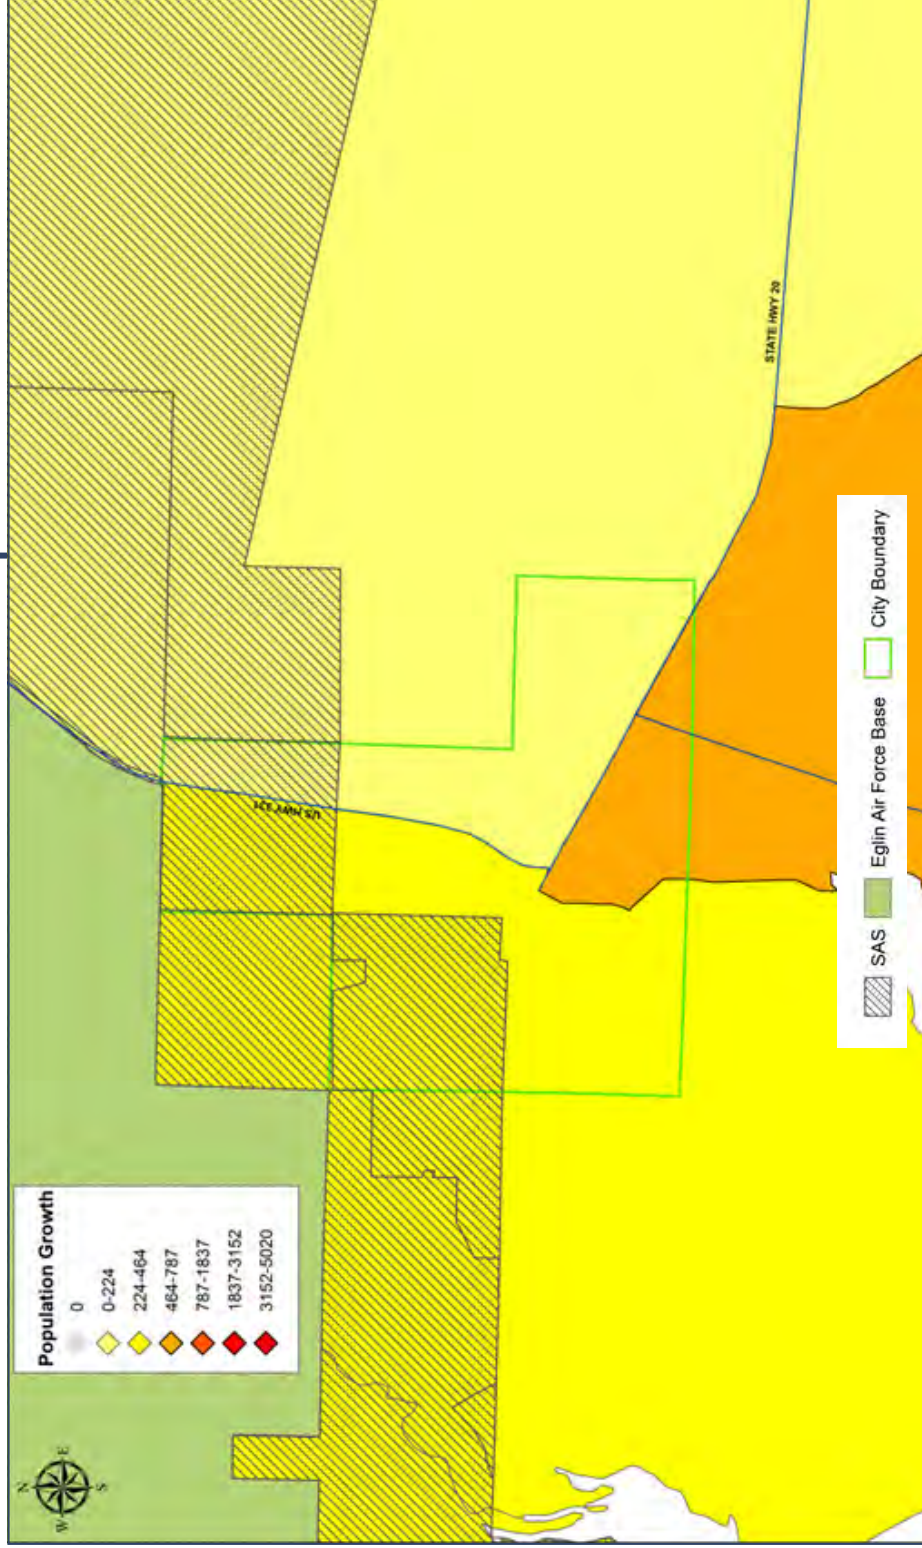 N
W
E
S
Population Growth
0
0-224
224-464
464-787
787-1837
1837-3152
3152-5020
US HWY 331
STATE HWY 20
SAS
Eglin Air Force Base
City Boundary